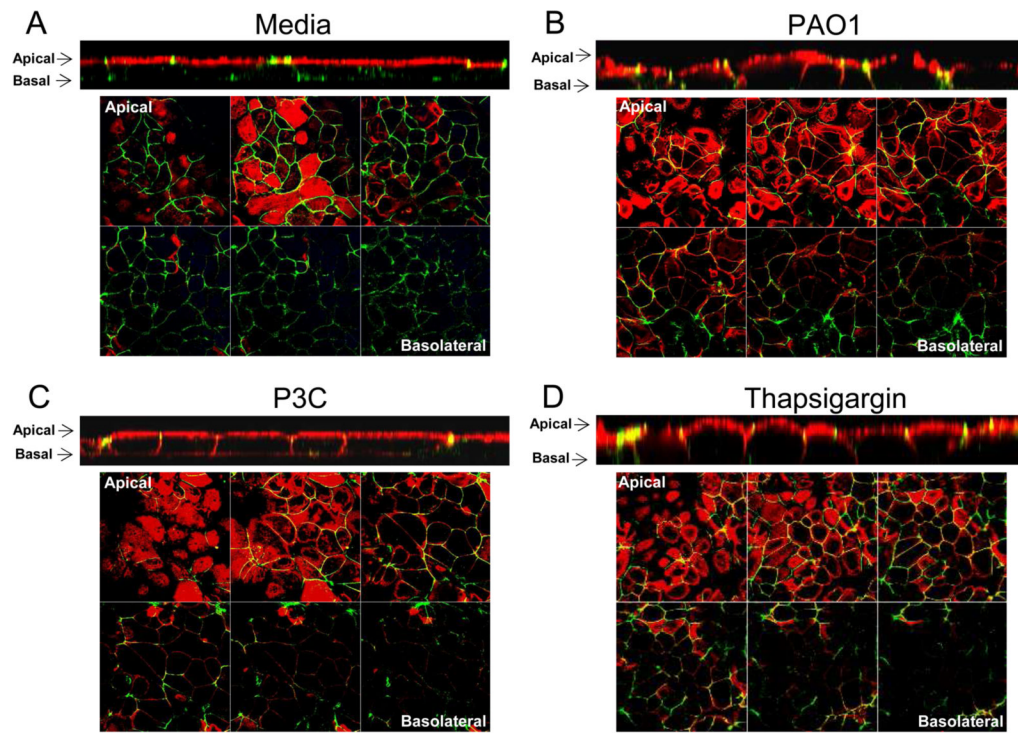 A
Media
Apical
Basal
Apical
Basolateral
B
PAO1
Apical
Basal
Apical
Basolateral
C
P3C
Apical
Basal
Apical
Basolateral
D
Thapsigargin
Apical
Basal
Apical
Basolateral